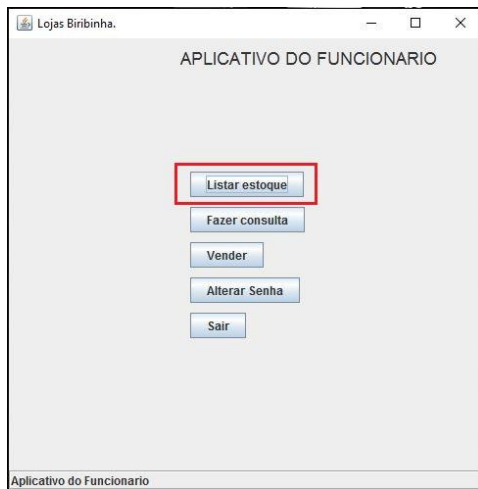 Lojas Biribinha.
APLICATIVO DO FUNCIONARIO
Listar estoque
Fazer consulta
Vender
Alterar Senha
Sair
Aplicativo do Funcionario